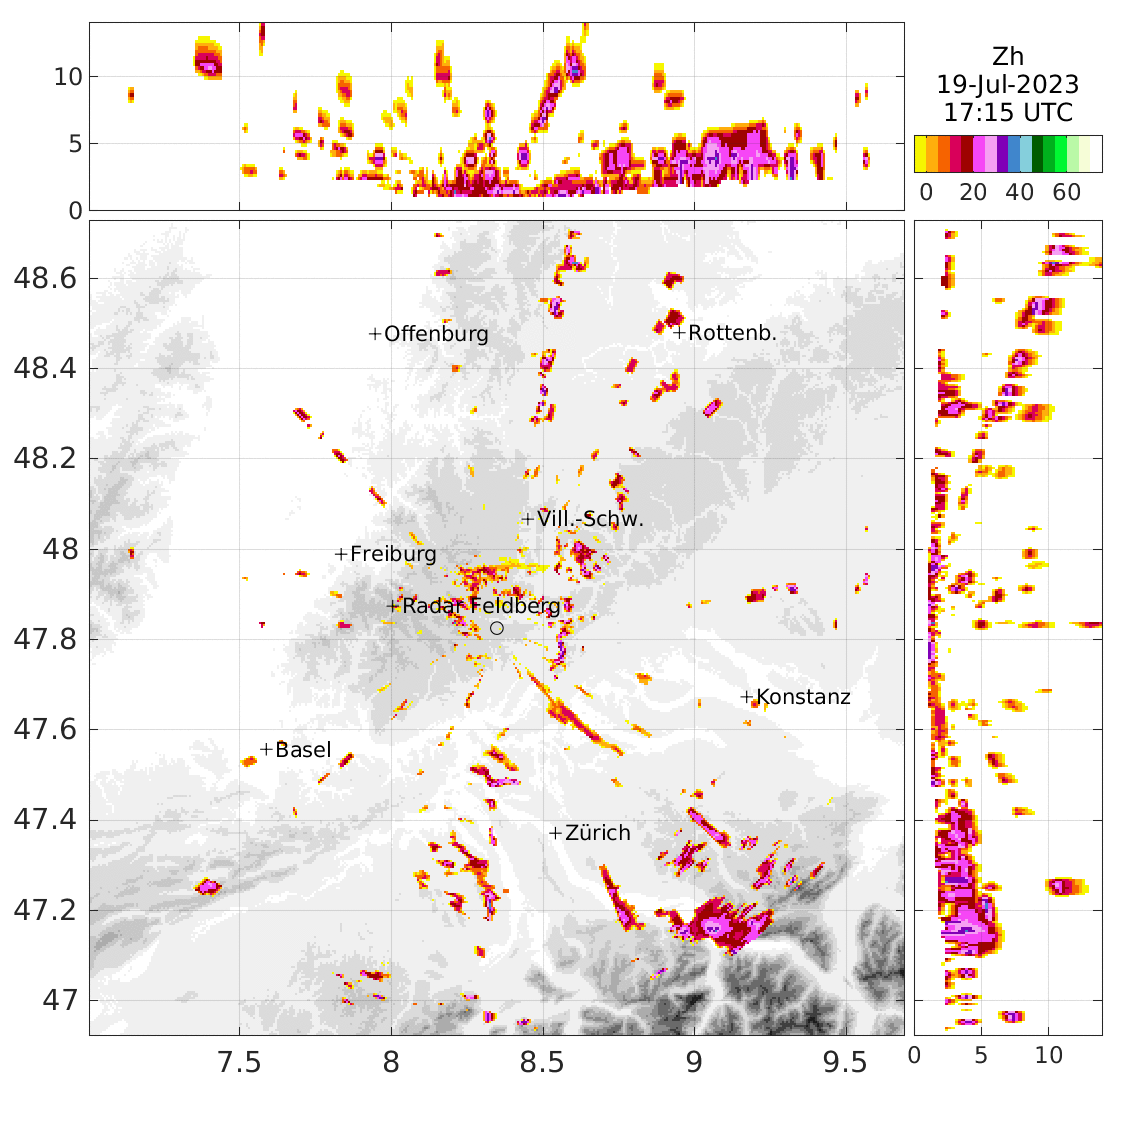 10
5
0
Zh
19-Jul-2023
17:15 UTC
0 20 40 60
48.6
48.4
48.2
48
47.8
47.6
47.4
47.2
47
+Offenburg
+Rottenb.
+Vill.-Schw.
+Freiburg
+Radar Feldberg
+Konstanz
+Basel
+Zürich
7.5 8 8.5 9 9.5
0 5 10